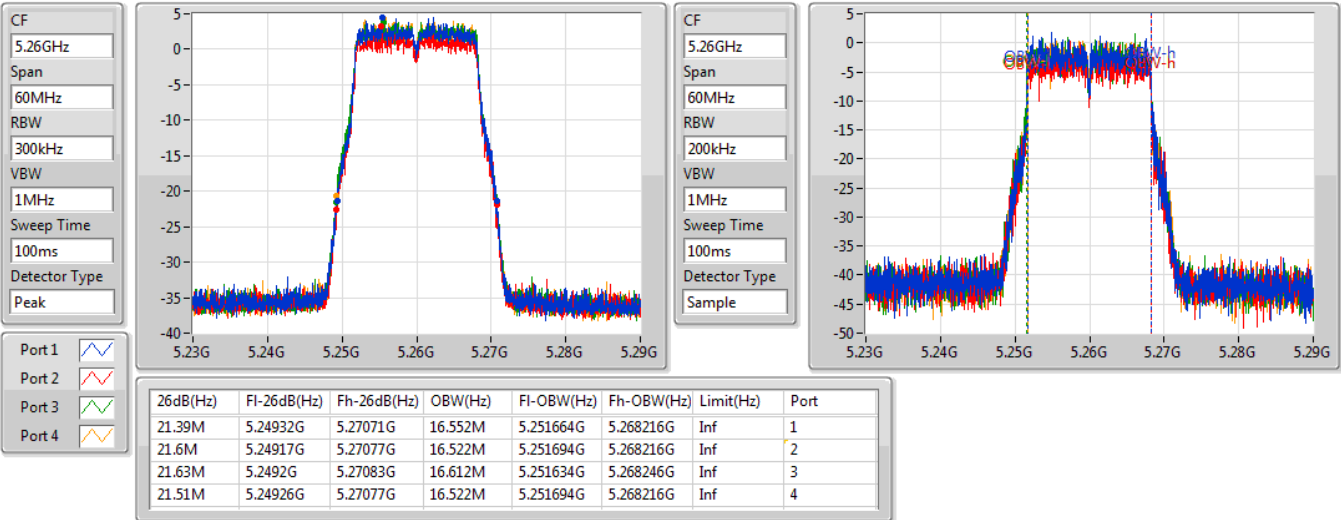 CF
5.26GHz
Span
60MHz
RBW
300kHz
VBW
1MHz
Sweep Time
100ms
Detector Type
Peak
5
0
-5
-10
-15
-20
-25
-30
-35
-40
5.23G 5.24G 5.25G 5.26G 5.27G 5.28G 5.29G
CF
5.26GHz
Span
60MHz
RBW
200kHz
VBW
1MHz
Sweep Time
100ms
Detector Type
Sample
5
0
-5
-10
-15
-20
-25
-30
-35
-40
-45
-50
OBW-h
5.23G 5.24G 5.25G 5.26G 5.27G 5.28G 5.29G
Port 1
Port 2
Port 3
Port 4
26dB(Hz) Fl-26dB(Hz) Fh-26dB(Hz) OBW(Hz) Fl-OBW(Hz) Fh-OBW(Hz) Limit(Hz) Port
21.39M 5.24932G 5.27071G 16.552M 5.251664G 5.268216G Inf 1
21.6M 5.24917G 5.27077G 16.522M 5.251694G 5.268216G Inf 2
21.63M 5.2492G 5.27083G 16.612M 5.251634G 5.268246G Inf 3
21.51M 5.24926G 5.27077G 16.522M 5.251694G 5.268216G Inf 4